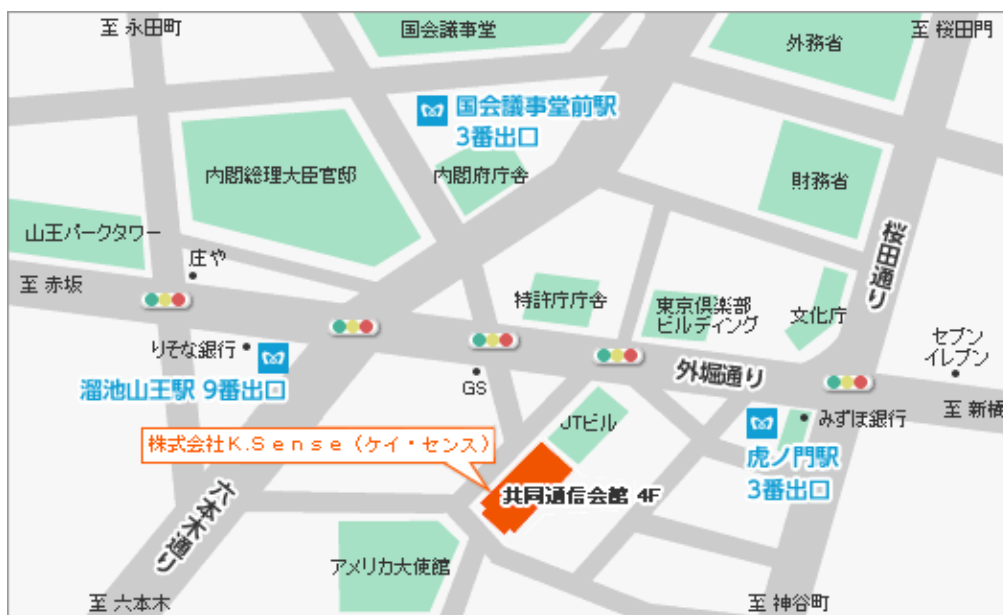 至 永田町
国会議事堂
至 桜田門
外務省
国会議事堂前駅
3番出口
内閣総理大臣官邸
内閣府庁舎
財務省
山王パークタワー
桜田通り
庄や
至 赤坂
特許庁庁舎
東京倶楽部
ビルディング
文化庁
りそな銀行
セブン
イレブン
溜池山王駅 9番出口
GS
外堀通り
至 新橋
JTビル
みずほ銀行
株式会社K.Sense(ケイ・センス)
虎ノ門駅
3番出口
共同通信会館 4F
六本木通り
アメリカ大使館
至 六本木
至 神谷町